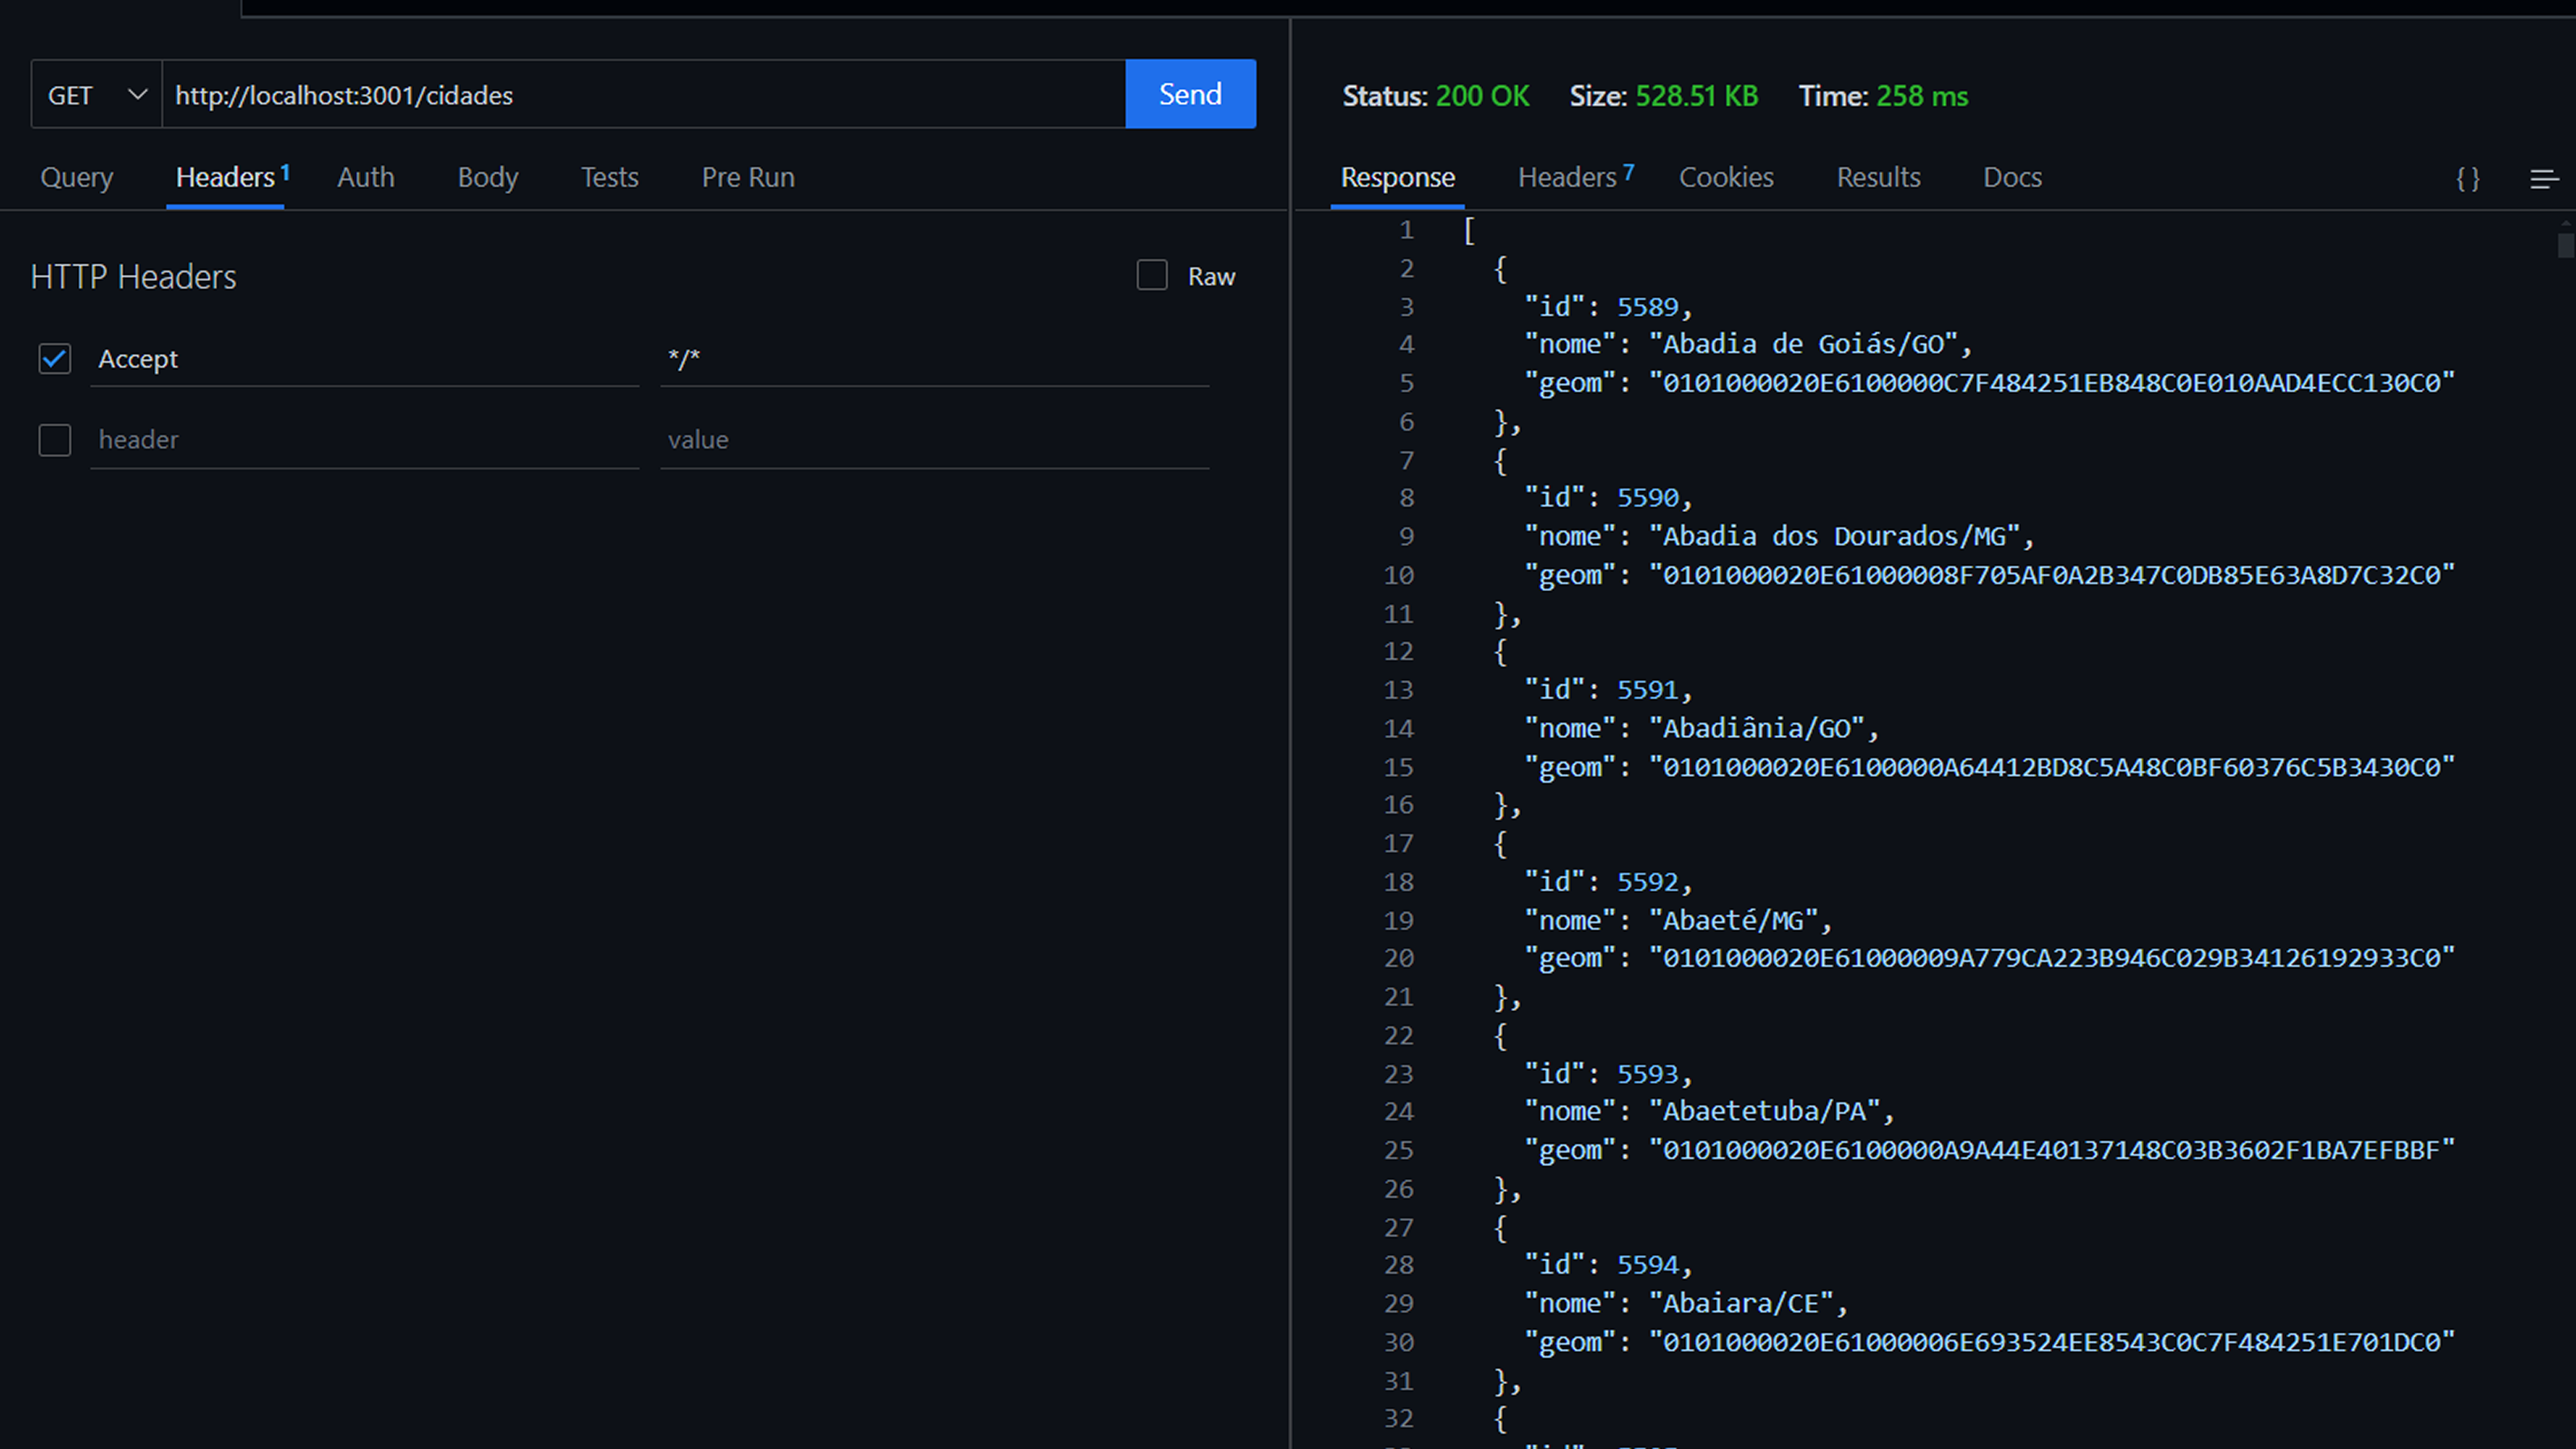 GET http://localhost:3001/cidades Send
Query Headers 1 Auth Body Tests Pre Run
HTTP Headers Raw
Accept */*
header value
Status: 200 OK Size: 528.51 KB Time: 258 ms
Response Headers 7 Cookies Results Docs { }
1 [
2 {
3 "id": 5589,
4 "nome": "Abadia de Goiás/GO",
5 "geom": "0101000020E6100000C7F484251EB848C0E010AAD4ECC130C0"
6 },
7 {
8 "id": 5590,
9 "nome": "Abadia dos Dourados/MG",
10 "geom": "0101000020E61000008F705AF0A2B347C0DB85E63A8D7C32C0"
11 },
12 {
13 "id": 5591,
14 "nome": "Abadiânia/GO",
15 "geom": "0101000020E6100000A64412BD8C5A48C0BF60376C5B3430C0"
16 },
17 {
18 "id": 5592,
19 "nome": "Abaeté/MG",
20 "geom": "0101000020E61000009A779CA223B946C029B34126192933C0"
21 },
22 {
23 "id": 5593,
24 "nome": "Abaetetuba/PA",
25 "geom": "0101000020E6100000A9A44E40137148C03B3602F1BA7EFBBF"
26 },
27 {
28 "id": 5594,
29 "nome": "Abaiara/CE",
30 "geom": "0101000020E61000006E693524EE8543C0C7F484251E701DC0"
31 },
32 {